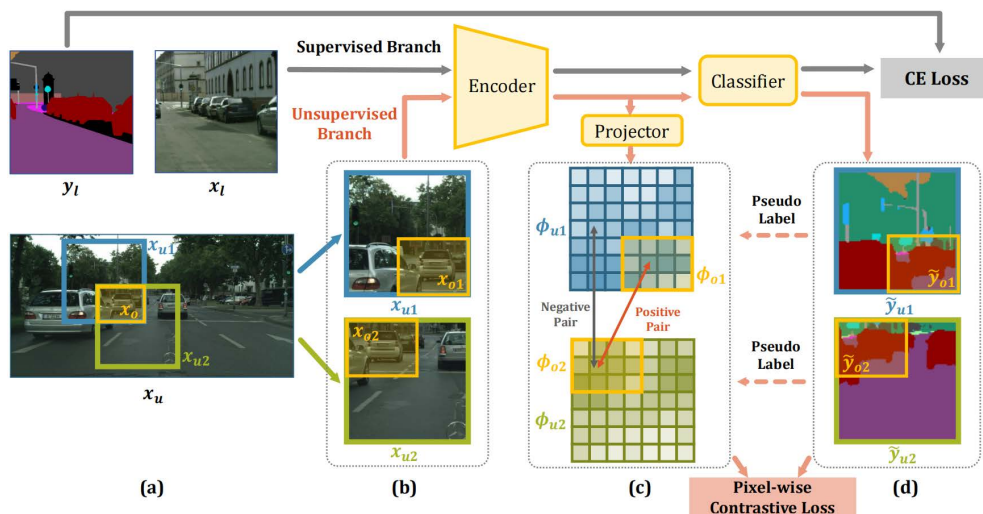 Supervised Branch
Unsupervised
Branch
Encoder
Classifier
CE Loss
Projector
y_l
x_l
x_u1
x_o
x_u2
x_u
x_o1
x_u1
x_o2
x_u2
ϕ_u1
ϕ_o1
Negative
Pair
Positive
Pair
ϕ_o2
ϕ_u2
Pseudo
Label
Pseudo
Label
ỹ_o1
ỹ_u1
ỹ_o2
ỹ_u2
(a)
(b)
(c)
(d)
Pixel-wise
Contrastive Loss